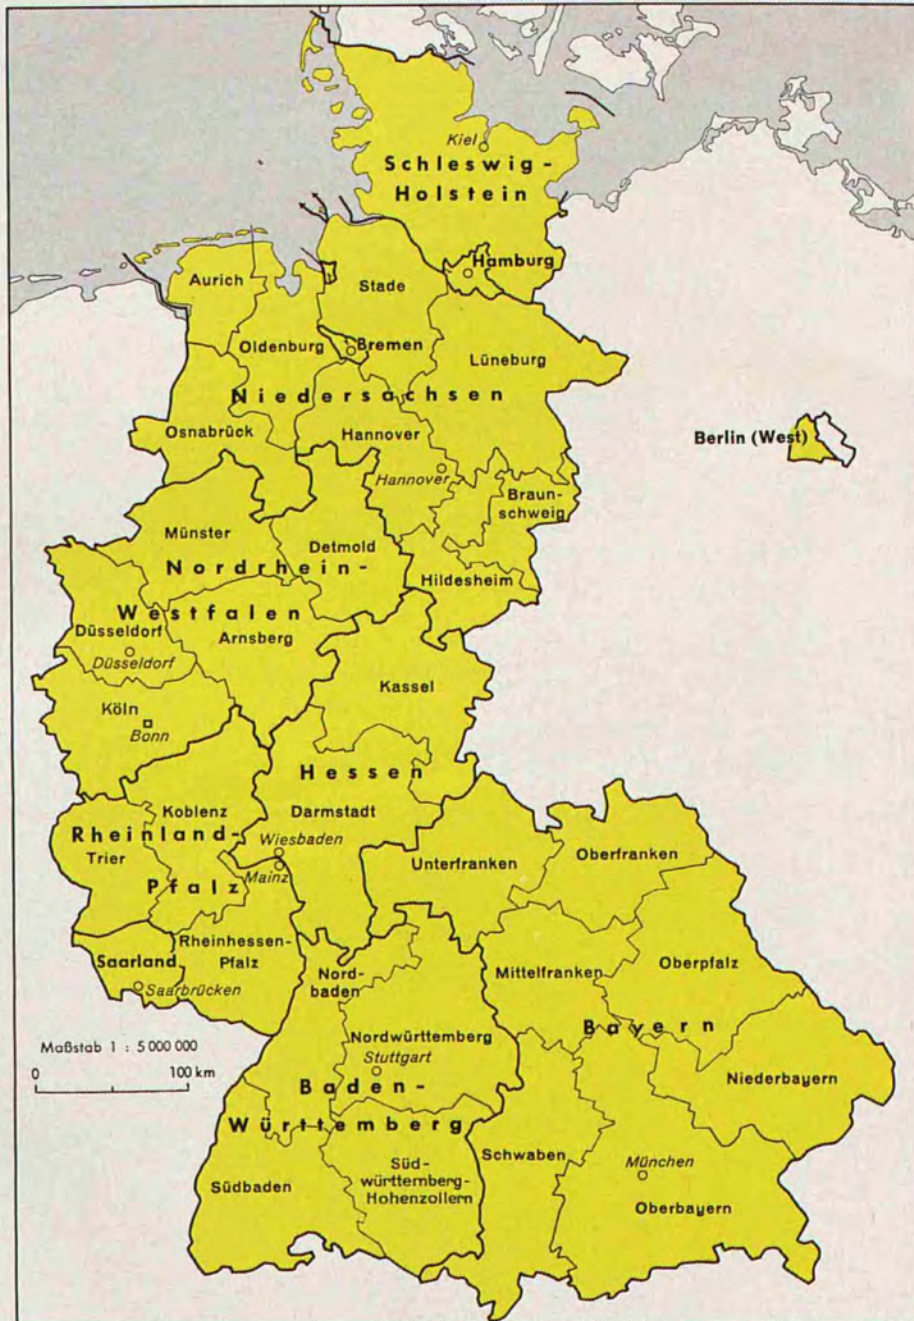 Kiel
Schleswig-
Holstein
Hamburg
Aurich
Stade
Oldenburg
Bremen
Lüneburg
Niedersachsen
Osnabrück
Hannover
Hannover
Braun-
schweig
Berlin (West)
Münster
Detmold
Nordrhein-
Hildesheim
Westfalen
Düsseldorf
Arnsberg
Düsseldorf
Kassel
Köln
Bonn
Hessen
Koblenz
Darmstadt
Rheinland-
Wiesbaden
Trier
Mainz
Pfalz
Unterfranken
Oberfranken
Saarland
Rheinhessen-
Pfalz
Saarbrücken
Nord-
baden
Mittelfranken
Oberpfalz
Bayern
Nordwürttemberg
Stuttgart
Maßstab 1 : 5 000 000
0 100 km
Baden-
Württemberg
Niederbayern
Schwaben
München
Süd-
württemberg-
Hohenzollern
Südbaden
Oberbayern